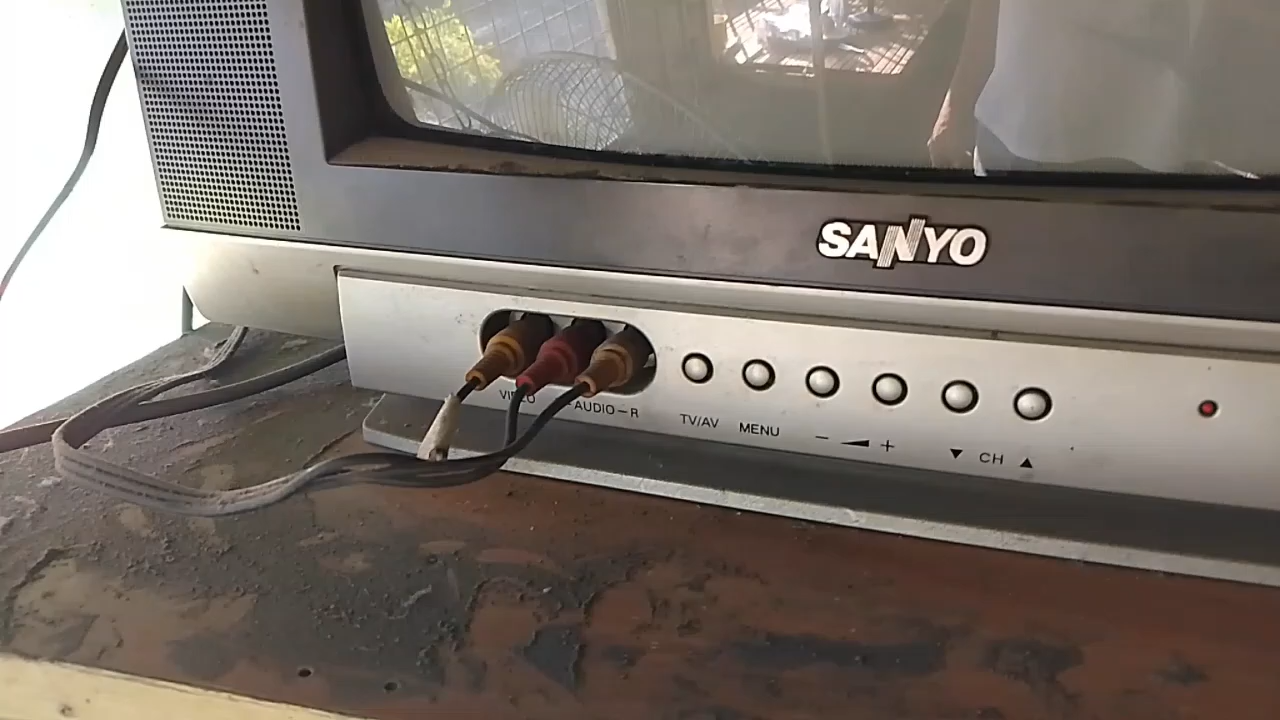 SANYO
VIDEO
AUDIO-R
TV/AV
MENU
- +
▼ CH ▲